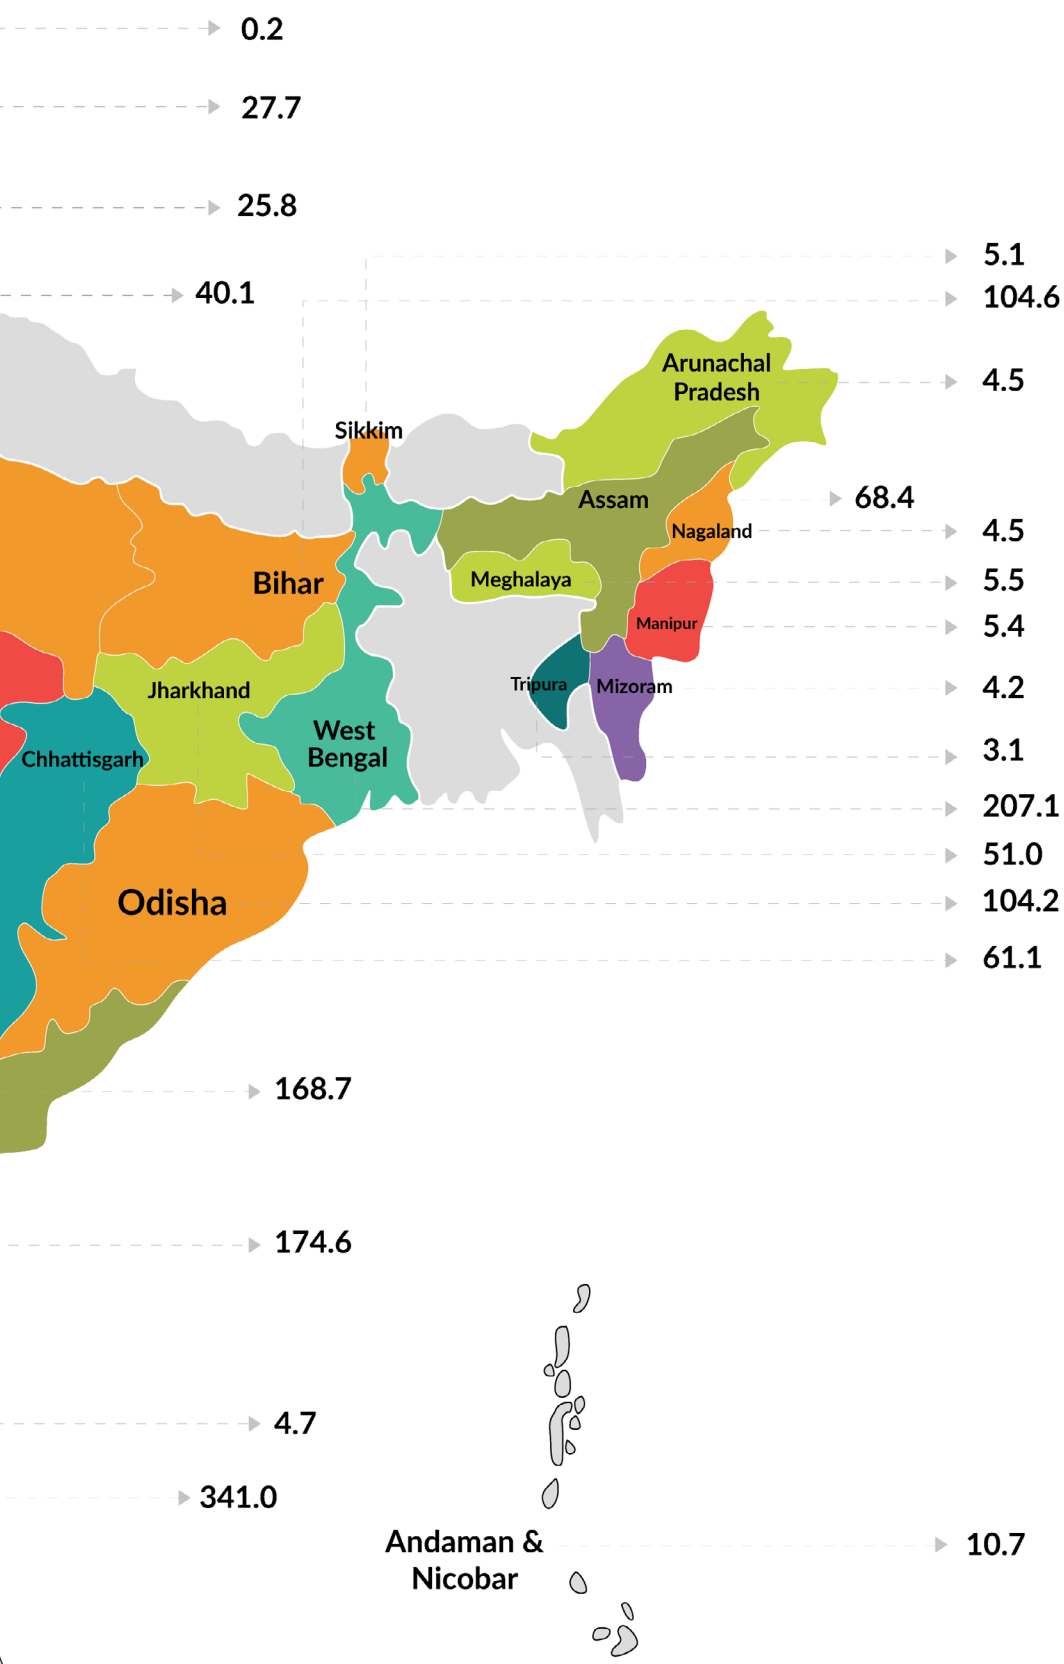 0.2
27.7
25.8
5.1
40.1
104.6
Arunachal
Pradesh
4.5
Sikkim
Assam
68.4
Nagaland
4.5
Bihar
Meghalaya
5.5
Manipur
5.4
Jharkhand
Tripura
Mizoram
4.2
West
Bengal
Chhattisgarh
3.1
207.1
51.0
Odisha
104.2
61.1
168.7
174.6
4.7
341.0
Andaman &
Nicobar
10.7